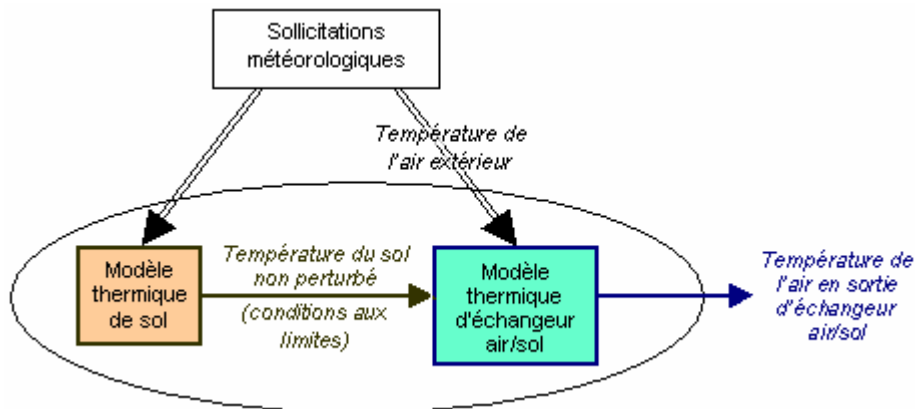 Sollicitations
météorologiques
Température de
l'air extérieur
Modèle
thermique
de sol
Température du sol
non perturbé
(conditions aux
limites)
Modèle
thermique
d'échangeur
air/sol
Température de
l'air en sortie
d'échangeur
air/sol